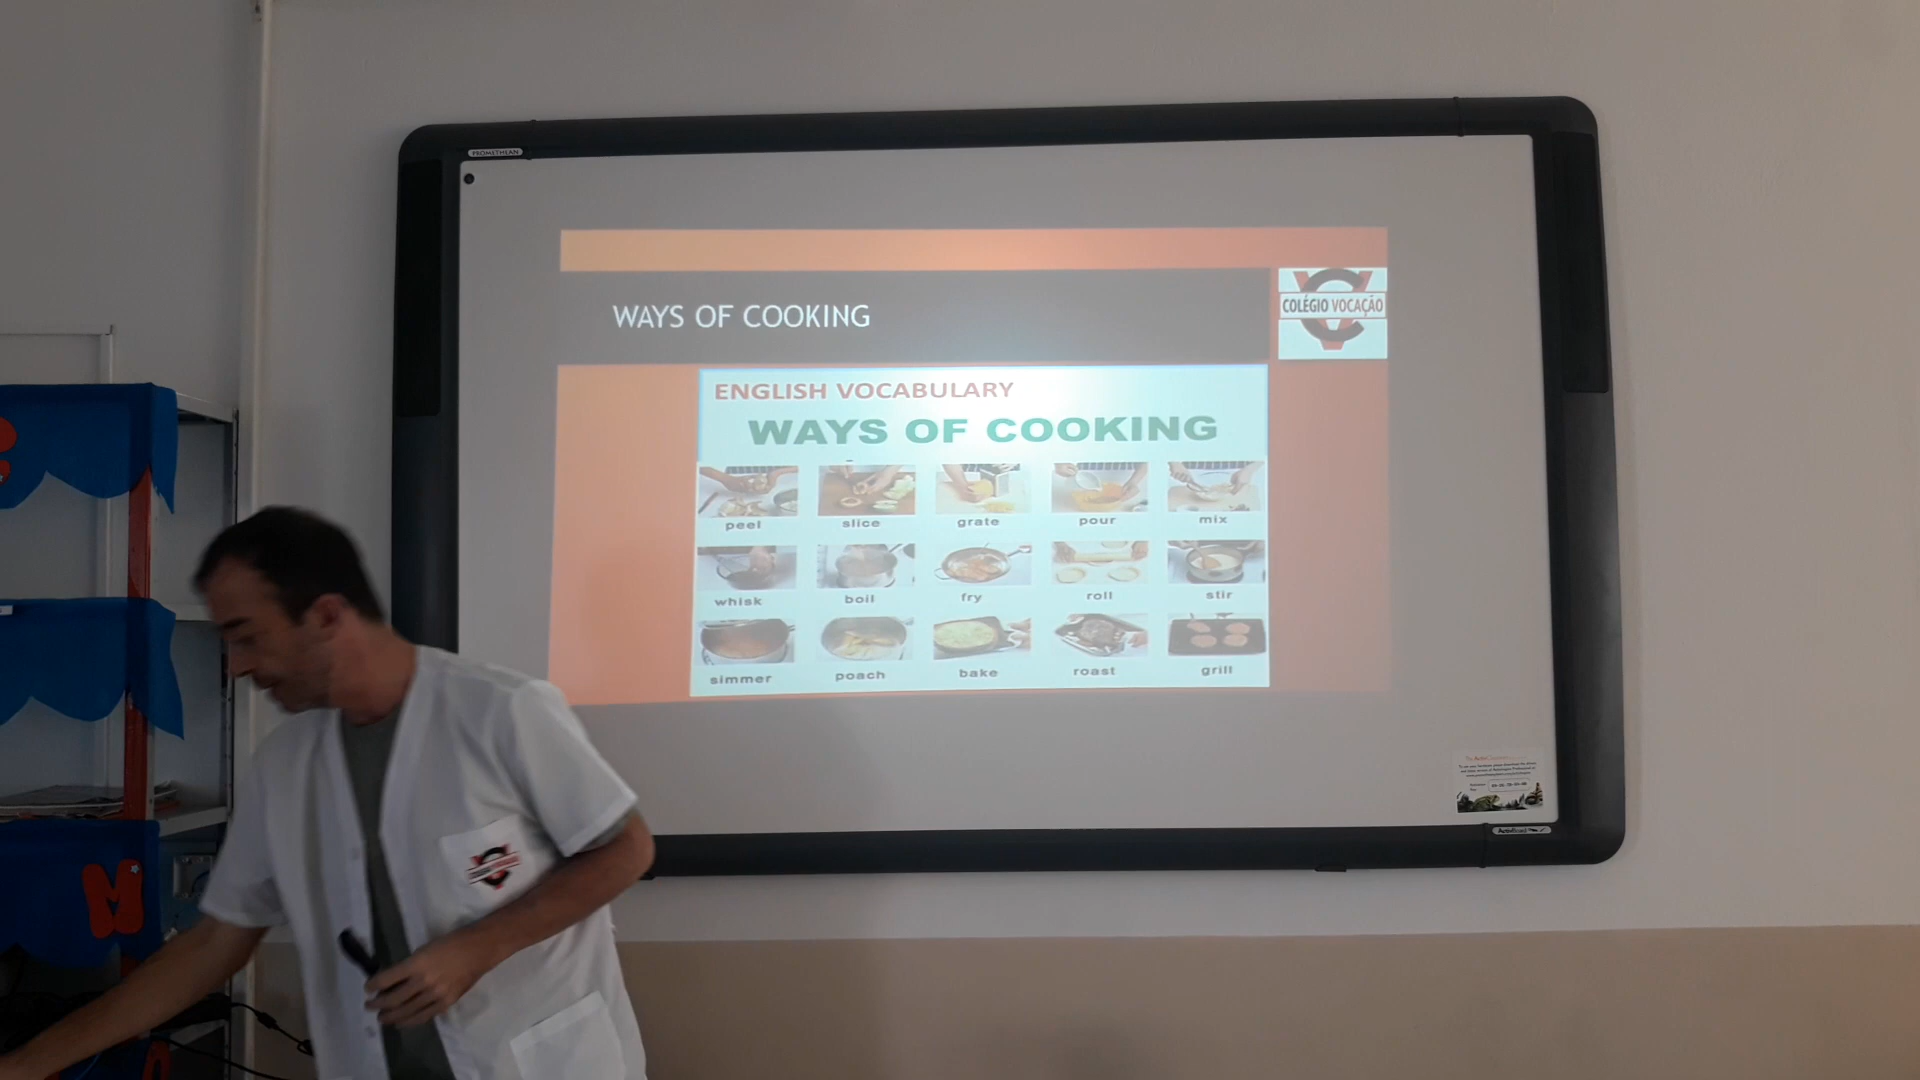 PROMETHEAN
WAYS OF COOKING
COLÉGIO VOCAÇÃO
ENGLISH VOCABULARY
WAYS OF COOKING
peel slice grate pour mix
whisk boil fry roll stir
simmer poach bake roast grill
M